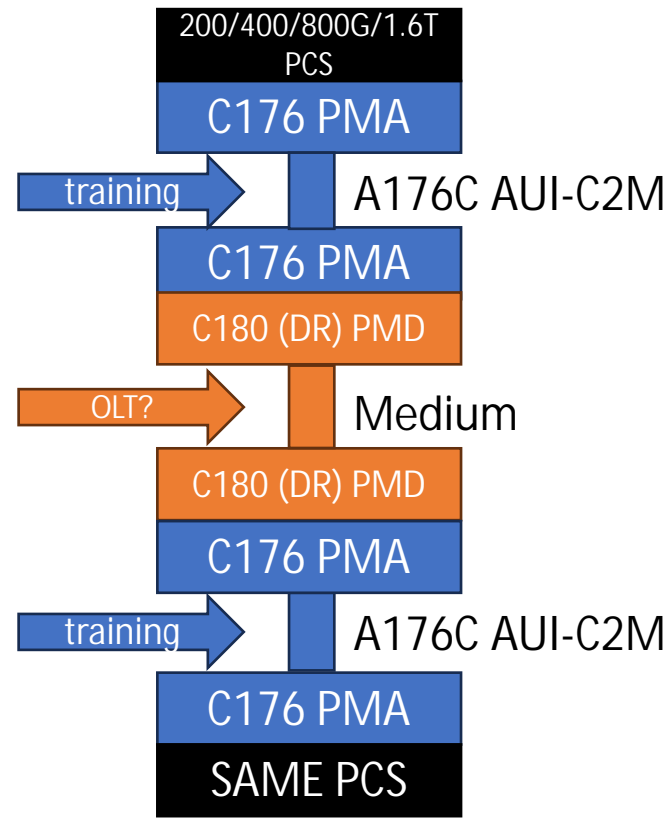 200/400/800G/1.6T
PCS
C176 PMA
training
A176C AUI-C2M
C176 PMA
C180 (DR) PMD
OLT?
Medium
C180 (DR) PMD
C176 PMA
training
A176C AUI-C2M
C176 PMA
SAME PCS